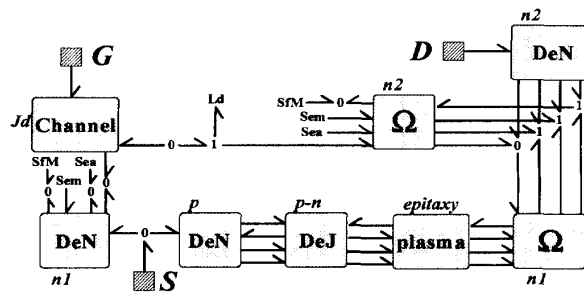 G
D
n2
DeN
Jd
Channel
Ld
n2
SfM
0
Sem
Sea
Ω
1
1
1
0
1
0
SfM
Sea
Sem
0
0
0
DeN
n1
0
S
p
DeN
p-n
DeJ
epitaxy
plasma
Ω
n1